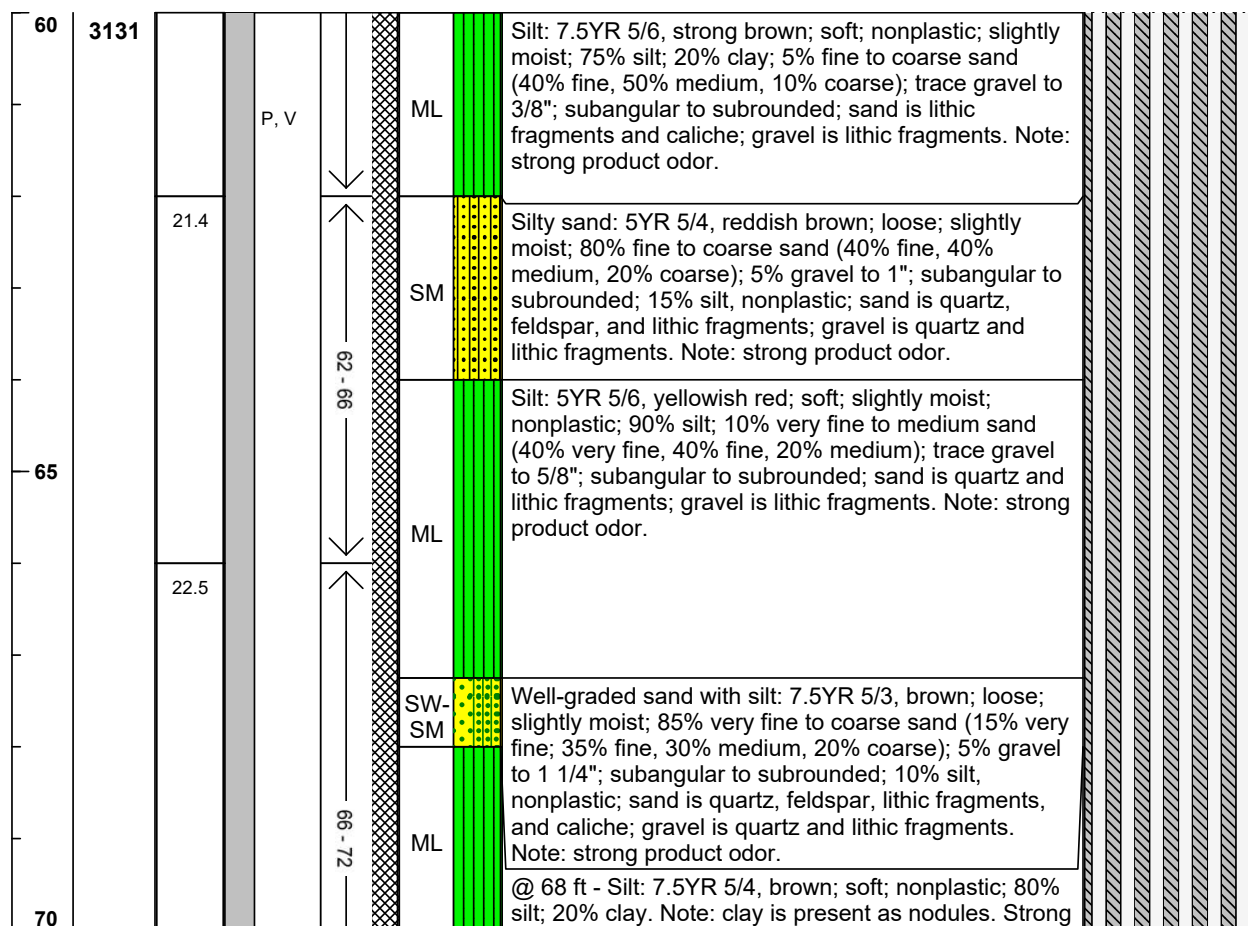 60
3131
P, V
ML
Silt: 7.5YR 5/6, strong brown; soft; nonplastic; slightly
moist; 75% silt; 20% clay; 5% fine to coarse sand
(40% fine, 50% medium, 10% coarse); trace gravel to
3/8"; subangular to subrounded; sand is lithic
fragments and caliche; gravel is lithic fragments. Note:
strong product odor.
21.4
62 - 66
SM
Silty sand: 5YR 5/4, reddish brown; loose; slightly
moist; 80% fine to coarse sand (40% fine, 40%
medium, 20% coarse); 5% gravel to 1"; subangular to
subrounded; 15% silt, nonplastic; sand is quartz,
feldspar, and lithic fragments; gravel is quartz and
lithic fragments. Note: strong product odor.
65
ML
Silt: 5YR 5/6, yellowish red; soft; slightly moist;
nonplastic; 90% silt; 10% very fine to medium sand
(40% very fine, 40% fine, 20% medium); trace gravel
to 5/8"; subangular to subrounded; sand is quartz and
lithic fragments; gravel is lithic fragments. Note: strong
product odor.
22.5
66 - 72
SW-
SM
Well-graded sand with silt: 7.5YR 5/3, brown; loose;
slightly moist; 85% very fine to coarse sand (15% very
fine; 35% fine, 30% medium, 20% coarse); 5% gravel
to 1 1/4"; subangular to subrounded; 10% silt,
nonplastic; sand is quartz, feldspar, lithic fragments,
and caliche; gravel is quartz and lithic fragments.
Note: strong product odor.
ML
@ 68 ft - Silt: 7.5YR 5/4, brown; soft; nonplastic; 80%
silt; 20% clay. Note: clay is present as nodules. Strong
70